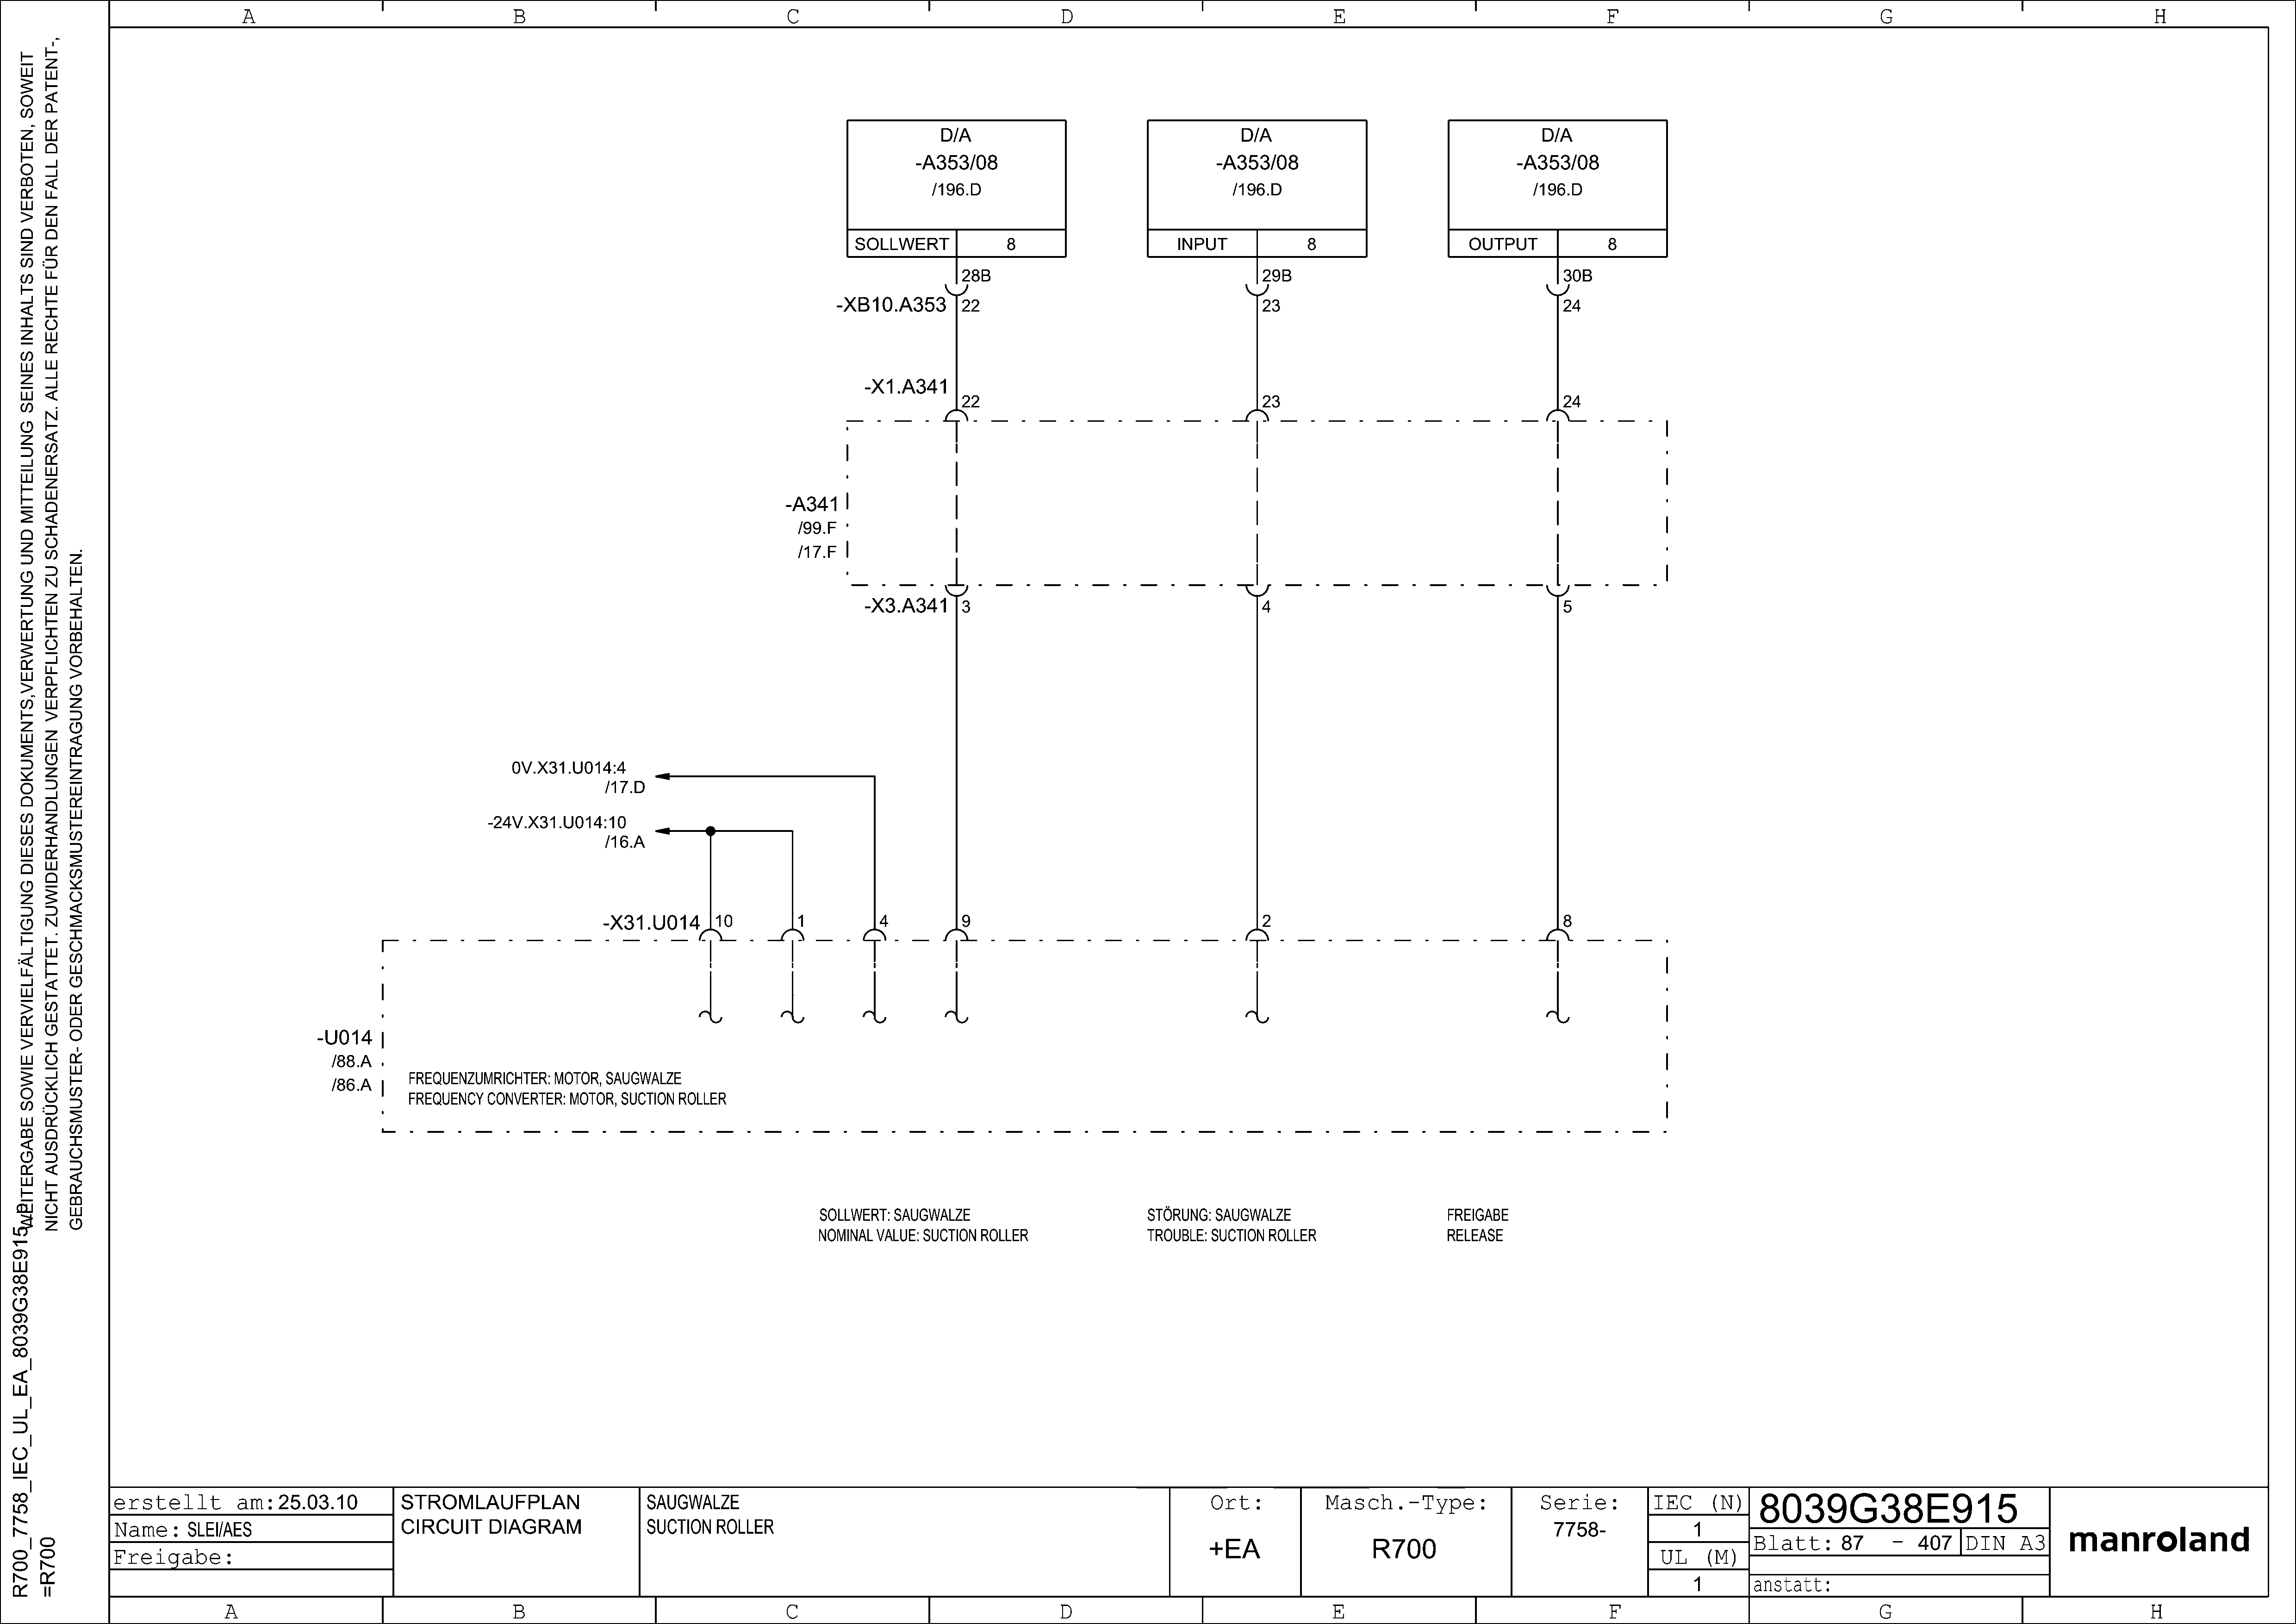 A B C D E F G H
WEITERGABE SOWIE VERVIELFÄLTIGUNG DIESES DOKUMENTS,VERWERTUNG UND MITTEILUNG SEINES INHALTS SIND VERBOTEN, SOWEIT
NICHT AUSDRÜCKLICH GESTATTET. ZUWIDERHANDLUNGEN VERPFLICHTEN ZU SCHADENERSATZ. ALLE RECHTE FÜR DEN FALL DER PATENT-,
GEBRAUCHSMUSTER- ODER GESCHMACKSMUSTEREINTRAGUNG VORBEHALTEN.
R700_7758_IEC_UL_EA_8039G38E915_D
=R700
D/A D/A D/A
-A353/08 -A353/08 -A353/08
/196.D /196.D /196.D
SOLLWERT 8 INPUT 8 OUTPUT 8
28B 29B 30B
-XB10.A353 22 23 24
-X1.A341
22 23 24
-A341
/99.F
/17.F
-X3.A341 3 4 5
0V.X31.U014:4
/17.D
-24V.X31.U014:10
/16.A
-X31.U014 10 1 4 9 2 8
-U014
/88.A
/86.A
FREQUENZUMRICHTER: MOTOR, SAUGWALZE
FREQUENCY CONVERTER: MOTOR, SUCTION ROLLER
SOLLWERT: SAUGWALZE
NOMINAL VALUE: SUCTION ROLLER
STÖRUNG: SAUGWALZE
TROUBLE: SUCTION ROLLER
FREIGABE
RELEASE
erstellt am: 25.03.10
Name: SLEI/AES
Freigabe:
STROMLAUFPLAN
CIRCUIT DIAGRAM
SAUGWALZE
SUCTION ROLLER
Ort:
+EA
Masch.-Type:
R700
Serie:
7758-
IEC (N)
1
UL (M)
1
8039G38E915
Blatt: 87 - 407 DIN A3
anstatt:
manroland
A B C D E F G H